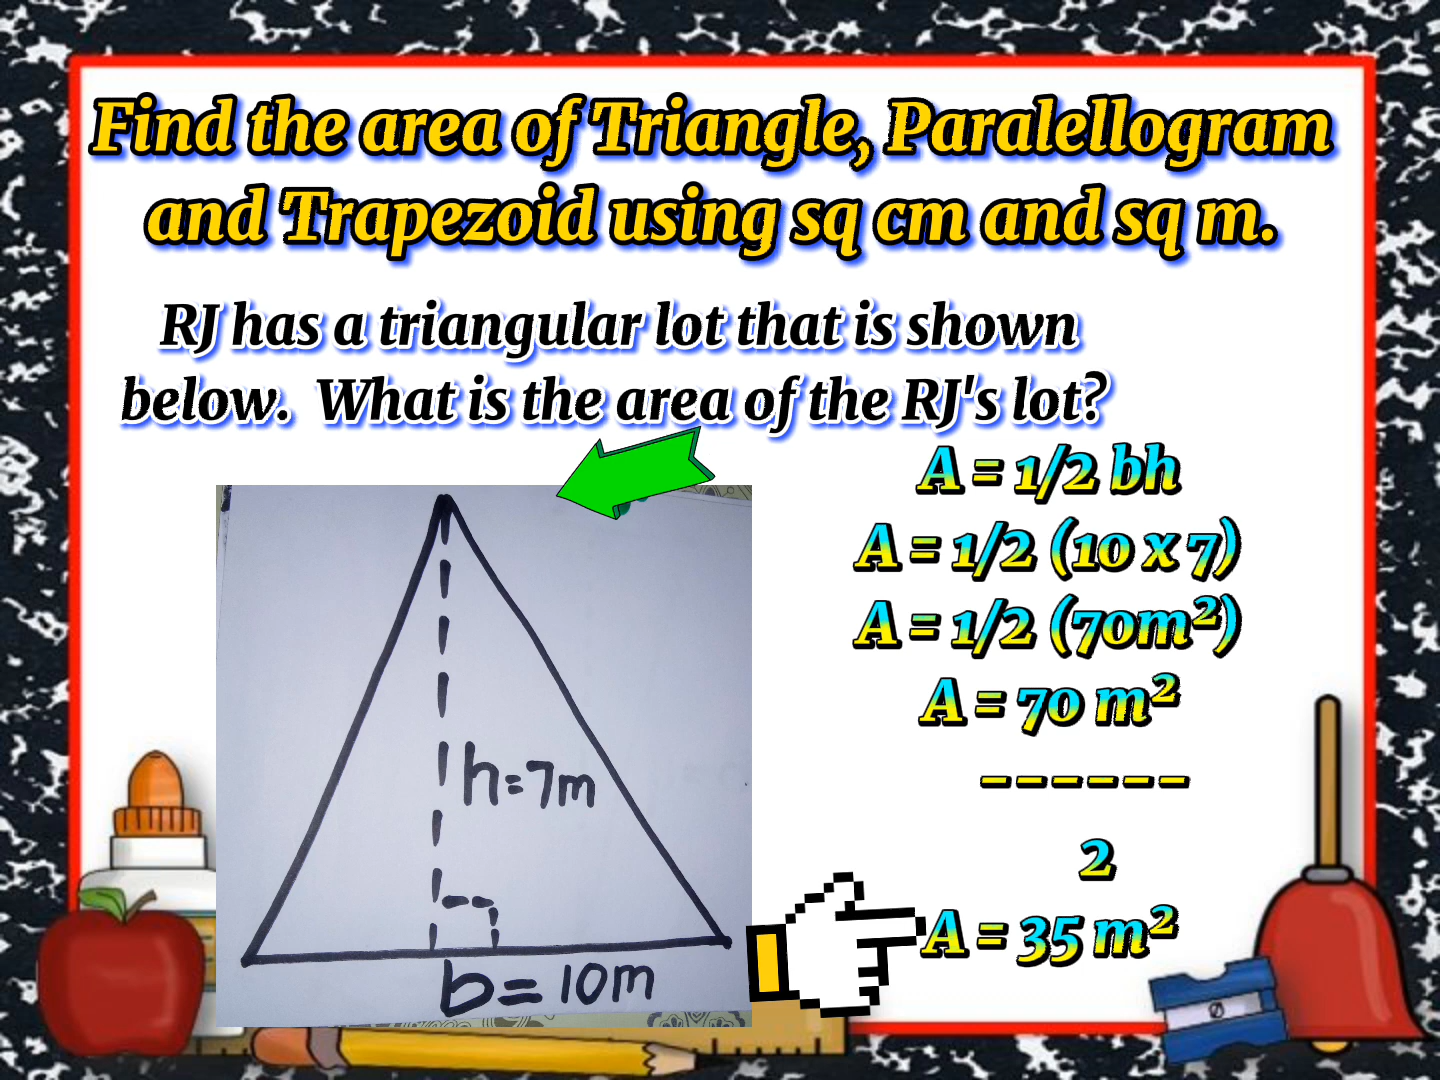 Find the area of Triangle, Paralellogram
and Trapezoid using sq cm and sq m.
RJ has a triangular lot that is shown
below. What is the area of the RJ's lot?
A = 1/2 bh
A = 1/2 (10 x 7)
A = 1/2 (70m²)
A = 70 m²
------
2
A = 35 m²
h=7m
b=10m